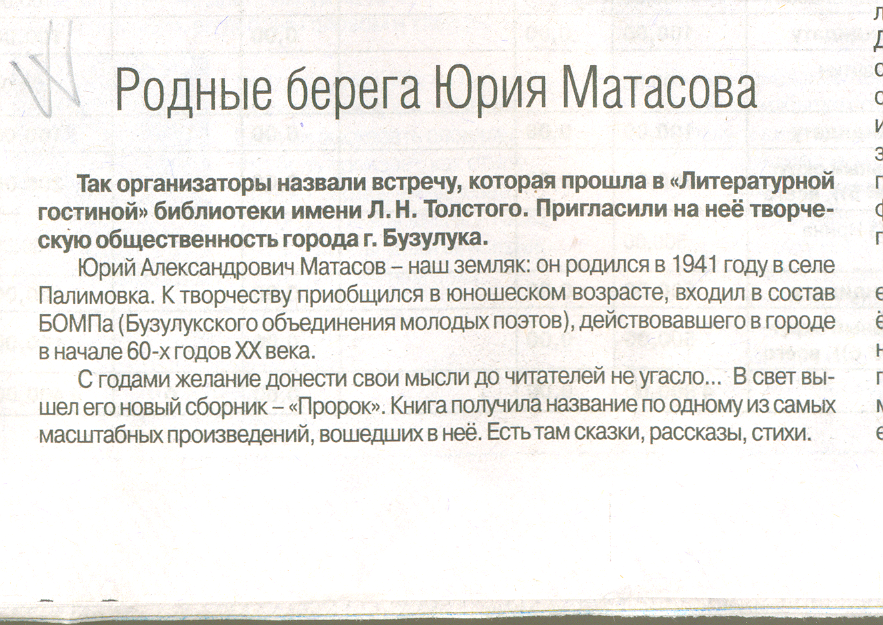 Родные берега Юрия Матасова
Так организаторы назвали встречу, которая прошла в «Литературной
гостиной» библиотеки имени Л. Н. Толстого. Пригласили на неё творче-
скую общественность города г. Бузулука.
Юрий Александрович Матасов – наш земляк: он родился в 1941 году в селе
Палимовка. К творчеству приобщился в юношеском возрасте, входил в состав
БОМПа (Бузулукского объединения молодых поэтов), действовавшего в городе
в начале 60-х годов XX века.
С годами желание донести свои мысли до читателей не угасло... В свет вы-
шел его новый сборник – «Пророк». Книга получила название по одному из самых
масштабных произведений, вошедших в неё. Есть там сказки, рассказы, стихи.